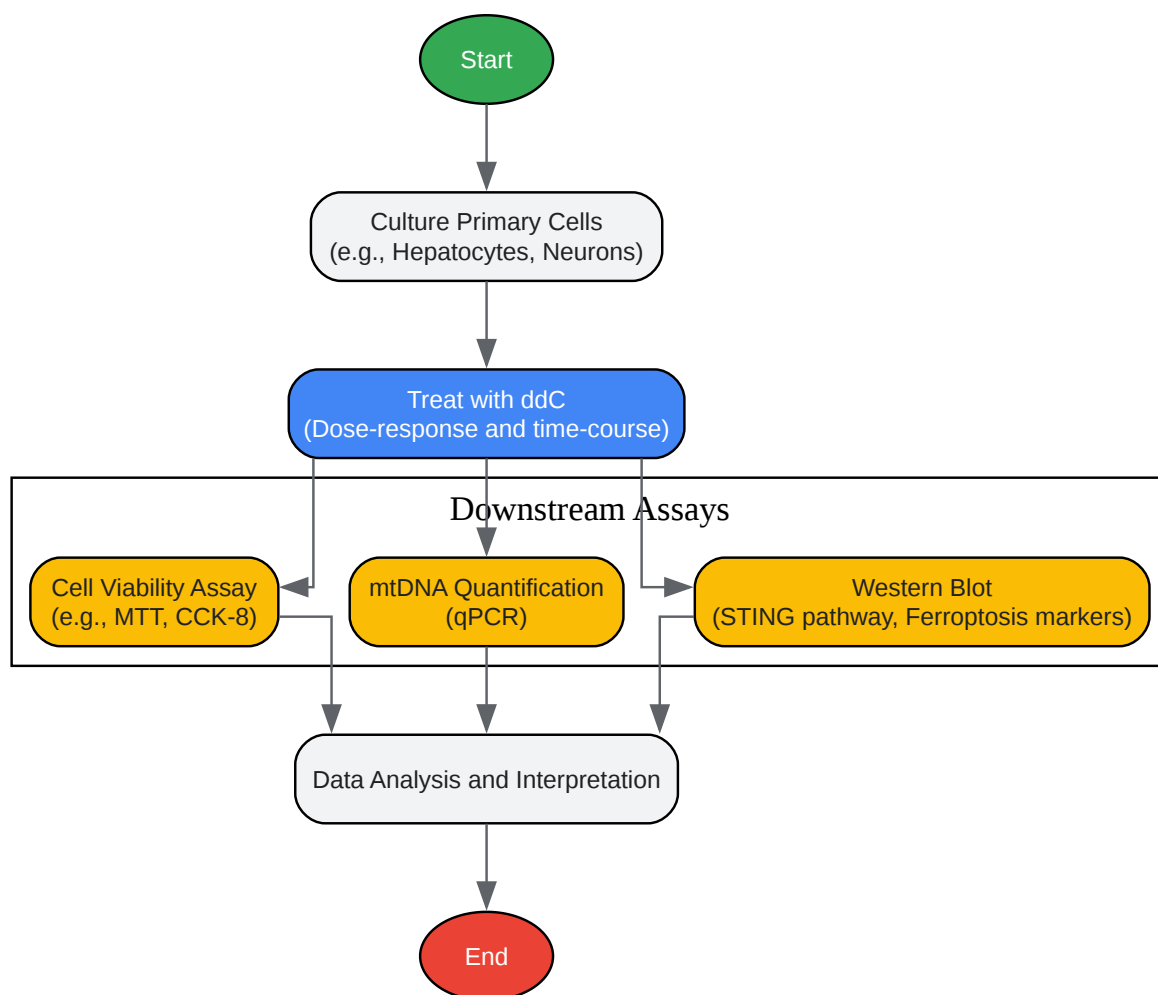 Start
Culture Primary Cells
(e.g., Hepatocytes, Neurons)
Treat with ddC
(Dose-response and time-course)
Downstream Assays
Cell Viability Assay
(e.g., MTT, CCK-8)
mtDNA Quantification
(qPCR)
Western Blot
(STING pathway, Ferroptosis markers)
Data Analysis and Interpretation
End